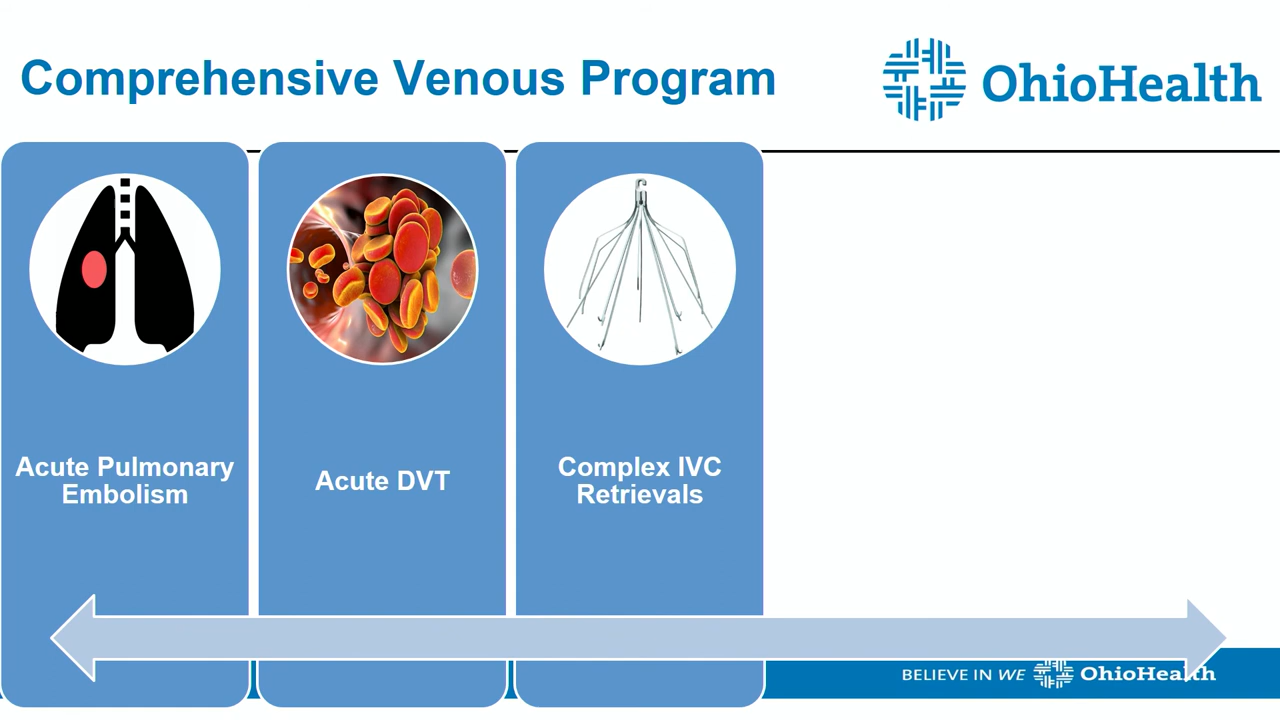 Comprehensive Venous Program
OhioHealth
Acute Pulmonary
Embolism
Acute DVT
Complex IVC
Retrievals
BELIEVE IN WE OhioHealth